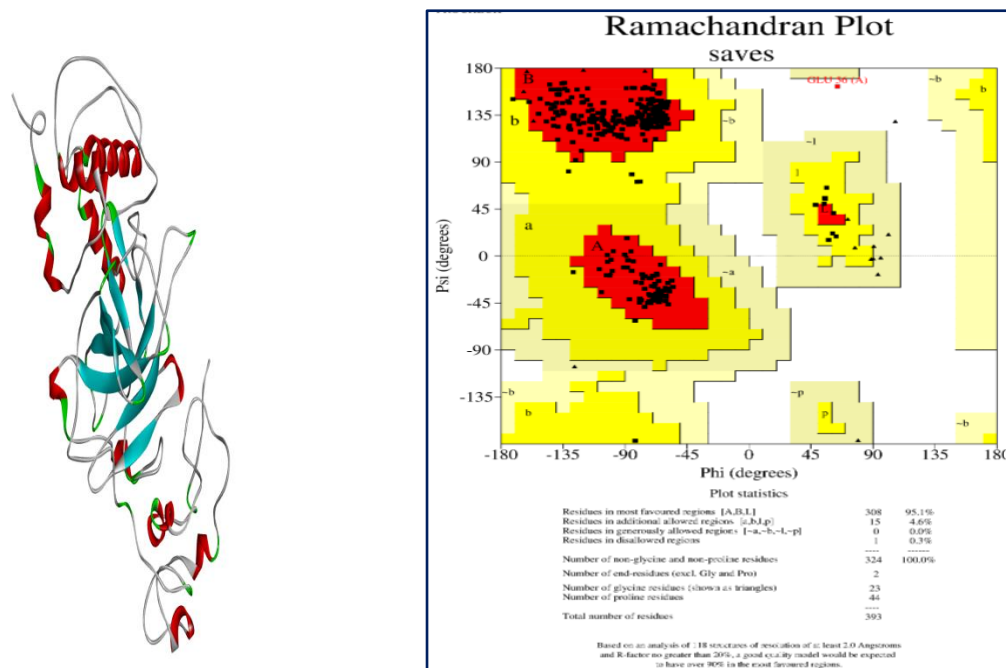 Ramachandran Plot
saves
180
135
90
45
0
-45
-90
-135
Psi (degrees)
B
b
a
A
~a
~b
~l
l
L
GLU 36 (A)
~b
b
~b
b
~p
p
~b
-180 -135 -90 -45 0 45 90 135 180
Phi (degrees)
Plot statistics
Residues in most favoured regions [A,B,L] 308 95.1%
Residues in additional allowed regions [a,b,l,p] 15 4.6%
Residues in generously allowed regions [~a,~b,~l,~p] 0 0.0%
Residues in disallowed regions 1 0.3%
---- ------
Number of non-glycine and non-proline residues 324 100.0%
Number of end-residues (excl. Gly and Pro) 2
Number of glycine residues (shown as triangles) 23
Number of proline residues 44
----
Total number of residues 393
Based on an analysis of 118 structures of resolution of at least 2.0 Angstroms
and R-factor no greater than 20%, a good quality model would be expected
to have over 90% in the most favoured regions.